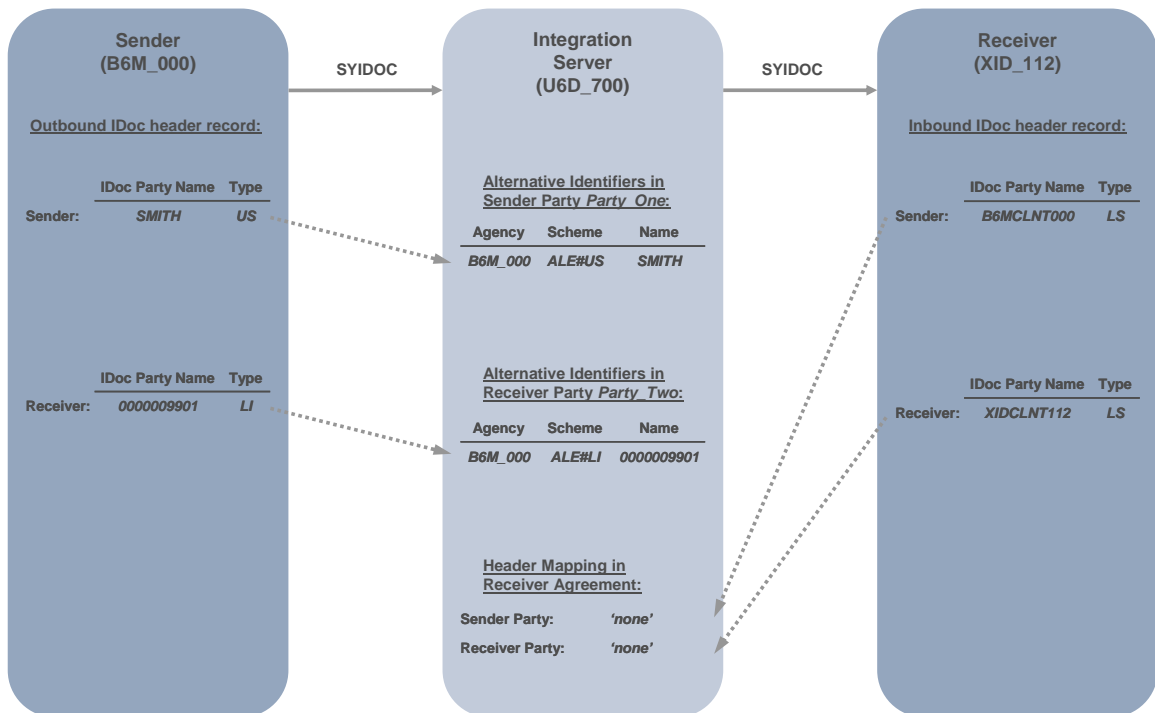 Sender
(B6M_000)
Outbound IDoc header record:
IDoc Party Name Type
Sender: SMITH US
IDoc Party Name Type
Receiver: 0000009901 LI
SYIDOC
Integration
Server
(U6D_700)
Alternative Identifiers in
Sender Party Party_One:
Agency Scheme Name
B6M_000 ALE#US SMITH
Alternative Identifiers in
Receiver Party Party_Two:
Agency Scheme Name
B6M_000 ALE#LI 0000009901
Header Mapping in
Receiver Agreement:
Sender Party: ‘none’
Receiver Party: ‘none’
SYIDOC
Receiver
(XID_112)
Inbound IDoc header record:
IDoc Party Name Type
Sender: B6MCLNT000 LS
IDoc Party Name Type
Receiver: XIDCLNT112 LS